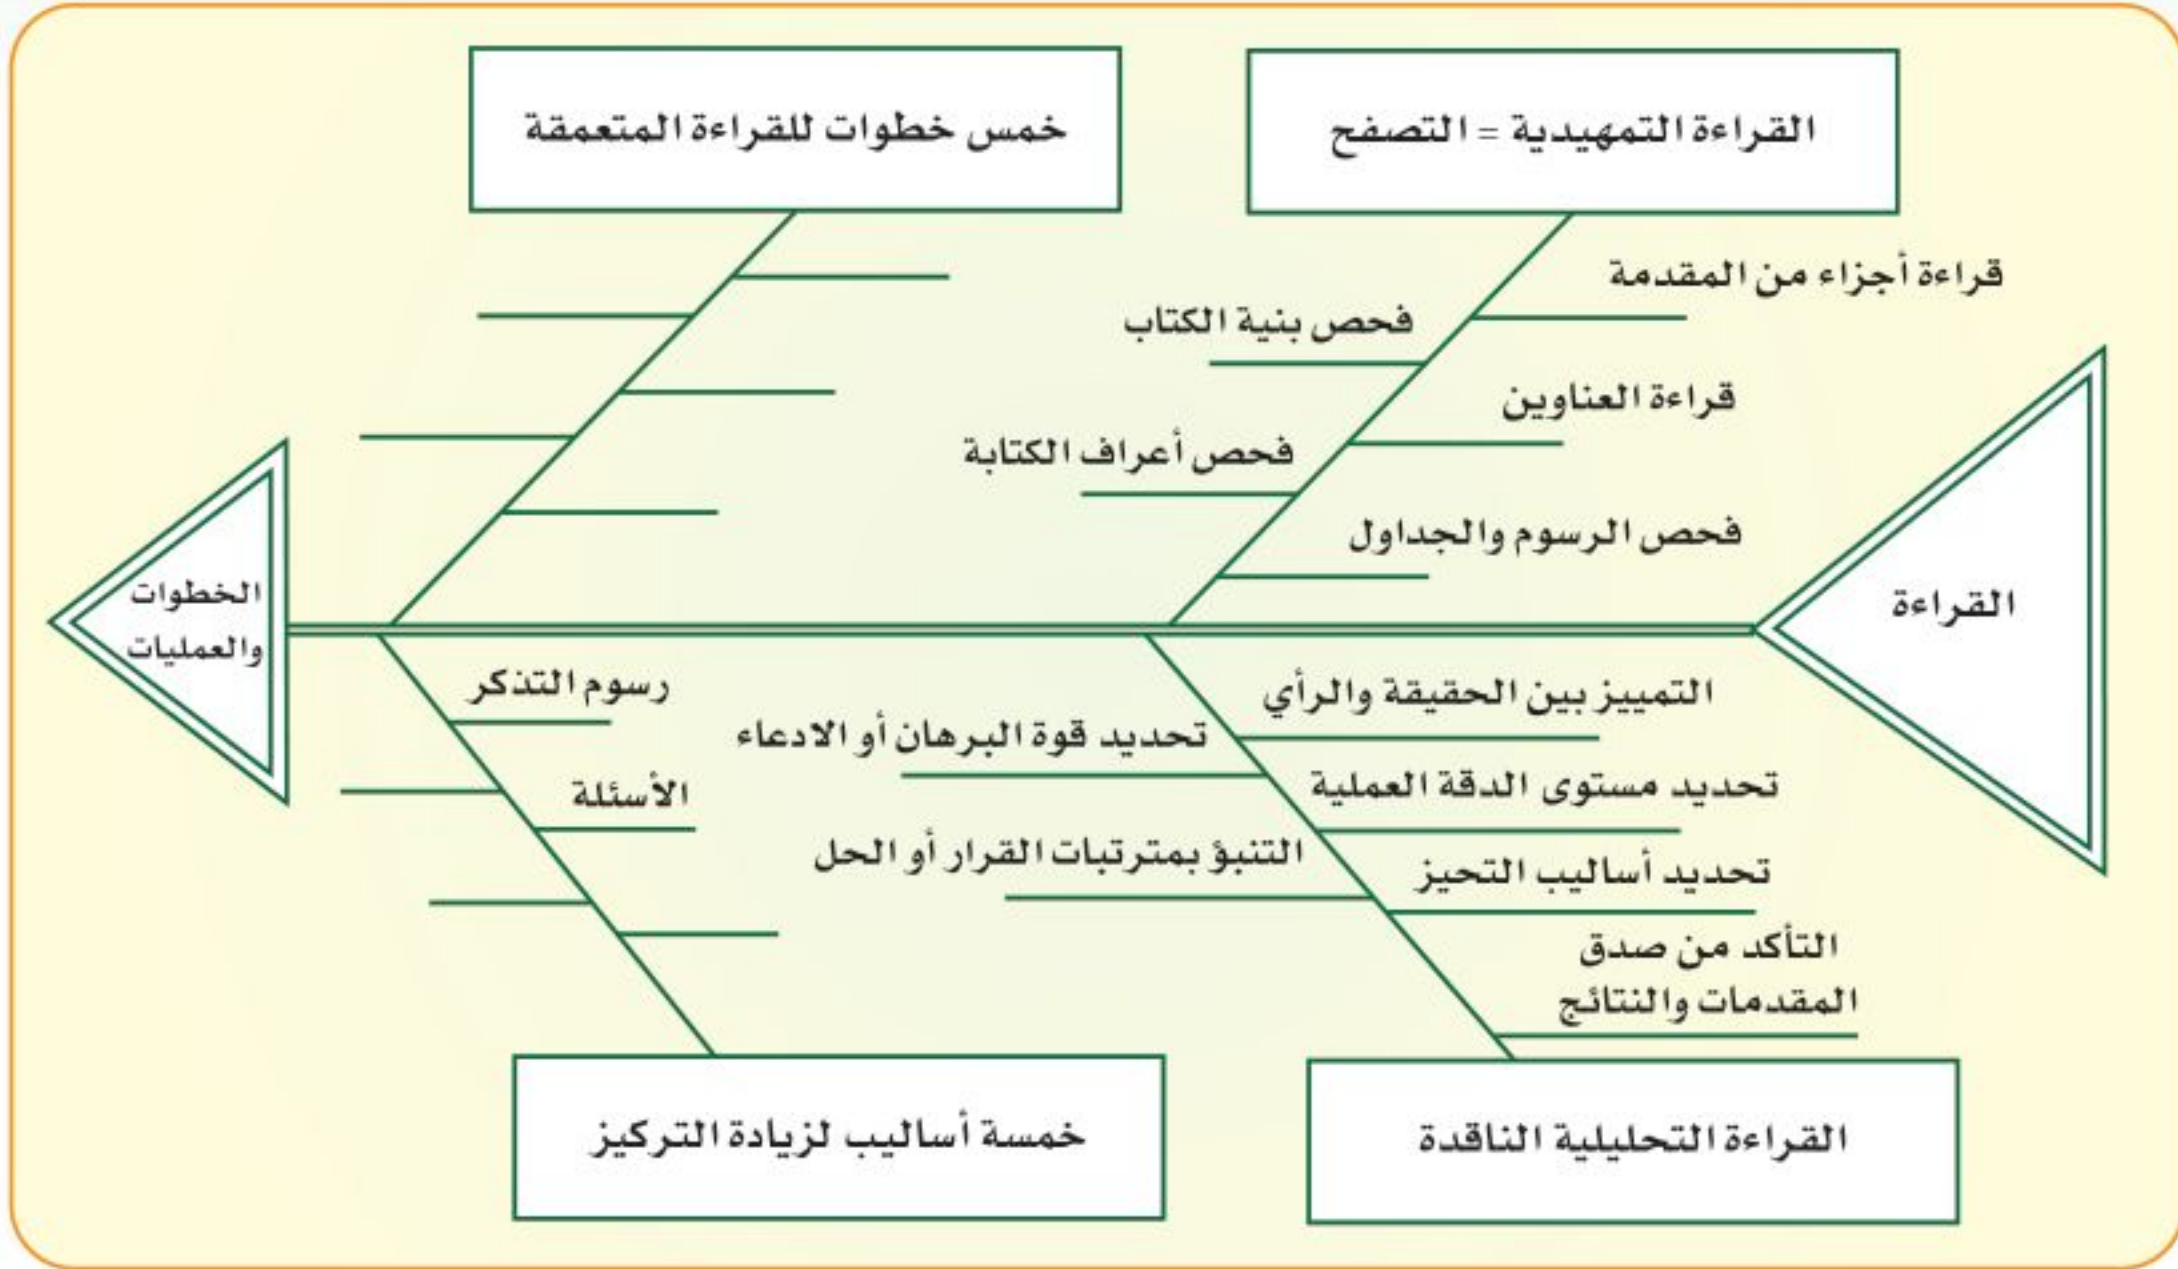 القراءة التمهيدية = التصفح
خمس خطوات للقراءة المتعمقة
قراءة أجزاء من المقدمة
فحص بنية الكتاب
قراءة العناوين
فحص أعراف الكتابة
فحص الرسوم والجداول
القراءة
الخطوات
والعمليات
التمييز بين الحقيقة والرأي
تحديد قوة البرهان أو الادعاء
تحديد مستوى الدقة العملية
التنبؤ بمترتبات القرار أو الحل
تحديد أساليب التحيز
التأكد من صدق
المقدمات والنتائج
رسوم التذكر
الأسئلة
القراءة التحليلية الناقدة
خمسة أساليب لزيادة التركيز